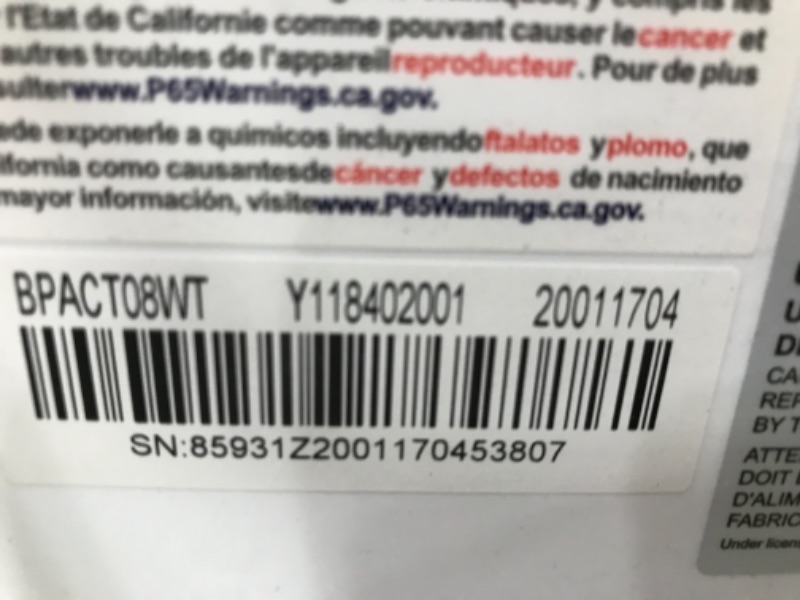 l'Etat de Californie comme pouvant causer le cancer et
autres troubles de l'appareil reproducteur. Pour de plus
www.P65Warnings.ca.gov.
exponerle a quimicos incluyendo ftalatos y plomo, que
como causantes de cáncer y defectos de nacimiento
mayor información, visite www.P65Warnings.ca.gov.
BPACT08WT Y118402001 20011704
SN:85931Z2001170453807
CA
BY T
ATTE
DOIT
D'ALIM
FABRIC
Under licen